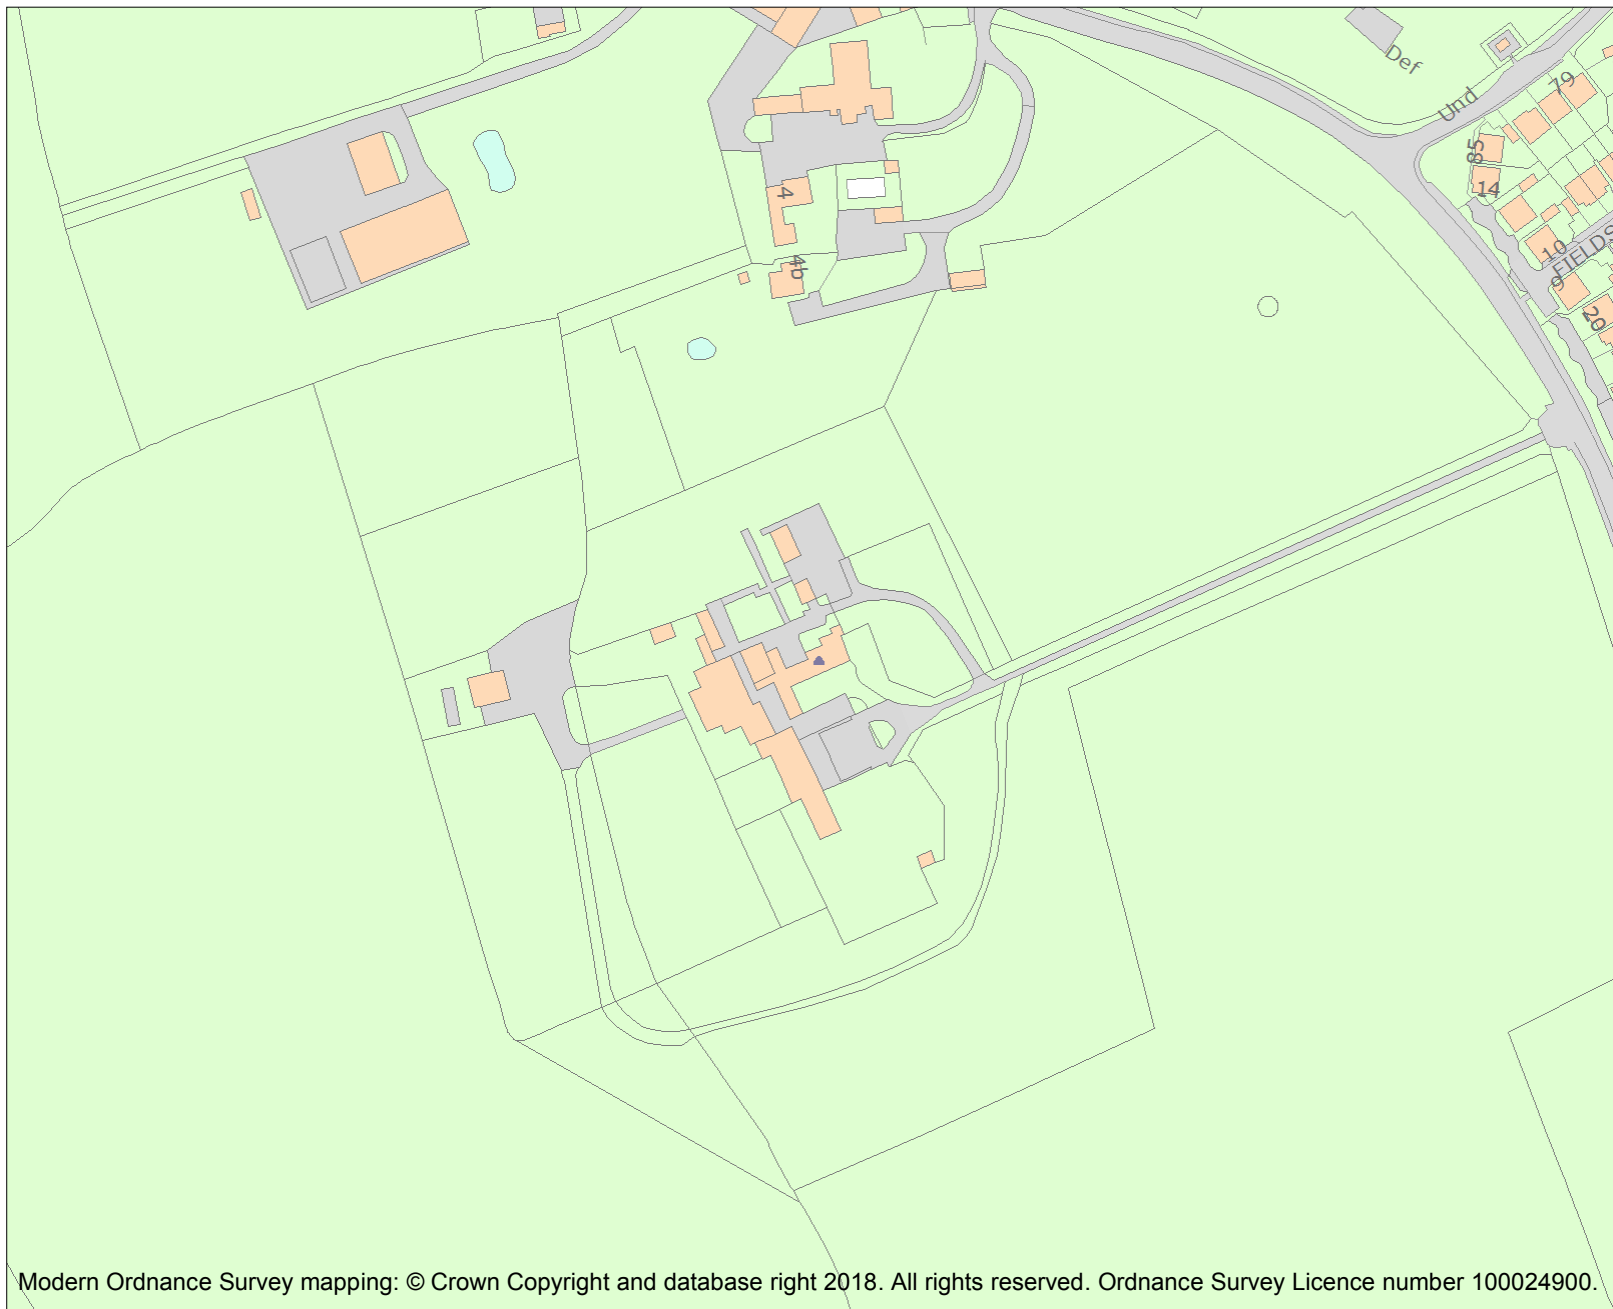 Def
Und
79
85
14
4
4b
10
FIELDS
9
20
Modern Ordnance Survey mapping: © Crown Copyright and database right 2018. All rights reserved. Ordnance Survey Licence number 100024900.